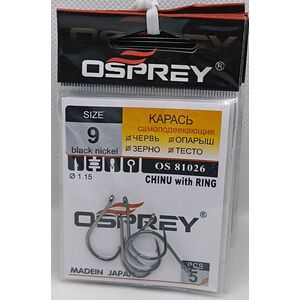 OSPREY®
SIZE
9
black nickel
КАРАСЬ
самоподсекающие
ЧЕРВЬ ОПАРЫШ
ЗЕРНО ТЕСТО
OS 81026
Ø 1.15
CHINU with RING
OSPREY
MADEIN JAPAN
PCS
5